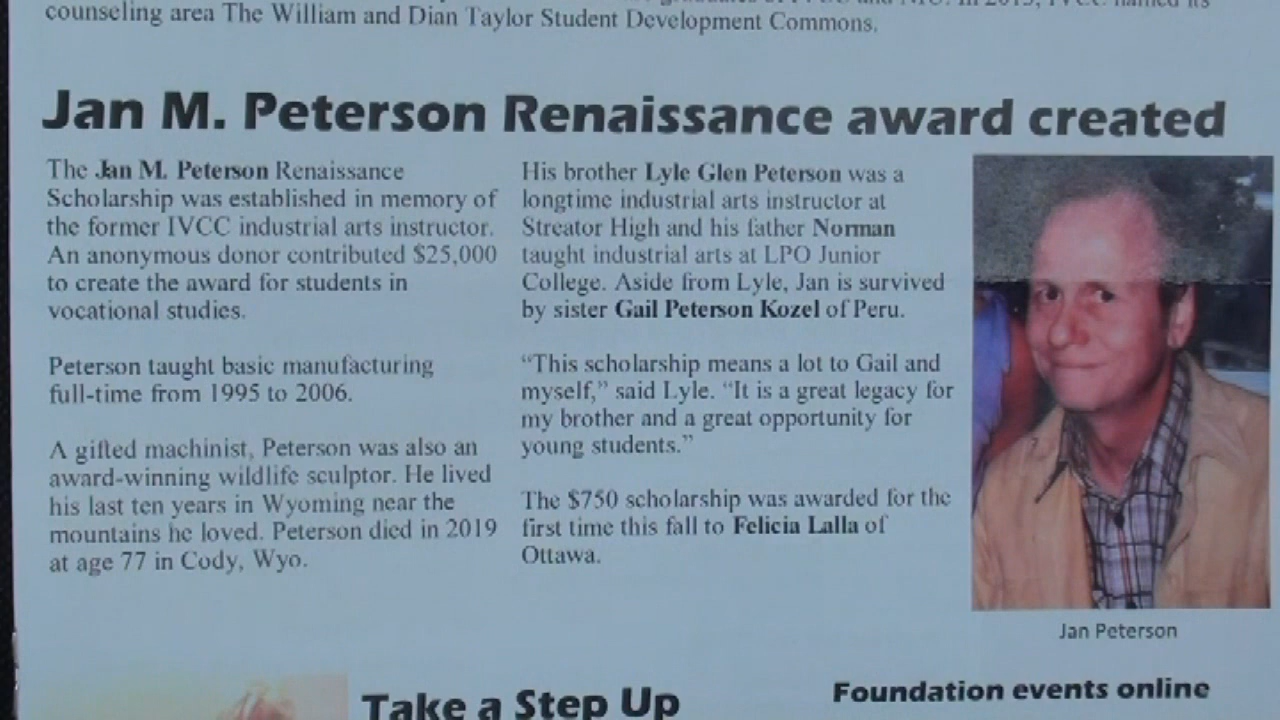 counseling area The William and Dian Taylor Student Development Commons.
Jan M. Peterson Renaissance award created
The Jan M. Peterson Renaissance
Scholarship was established in memory of
the former IVCC industrial arts instructor.
An anonymous donor contributed $25,000
to create the award for students in
vocational studies.
Peterson taught basic manufacturing
full-time from 1995 to 2006.
A gifted machinist, Peterson was also an
award-winning wildlife sculptor. He lived
his last ten years in Wyoming near the
mountains he loved. Peterson died in 2019
at age 77 in Cody, Wyo.
His brother Lyle Glen Peterson was a
longtime industrial arts instructor at
Streator High and his father Norman
taught industrial arts at LPO Junior
College. Aside from Lyle, Jan is survived
by sister Gail Peterson Kozel of Peru.
“This scholarship means a lot to Gail and
myself,” said Lyle. “It is a great legacy for
my brother and a great opportunity for
young students.”
The $750 scholarship was awarded for the
first time this fall to Felicia Lalla of
Ottawa.
Jan Peterson
Take a Step Up
Foundation events online